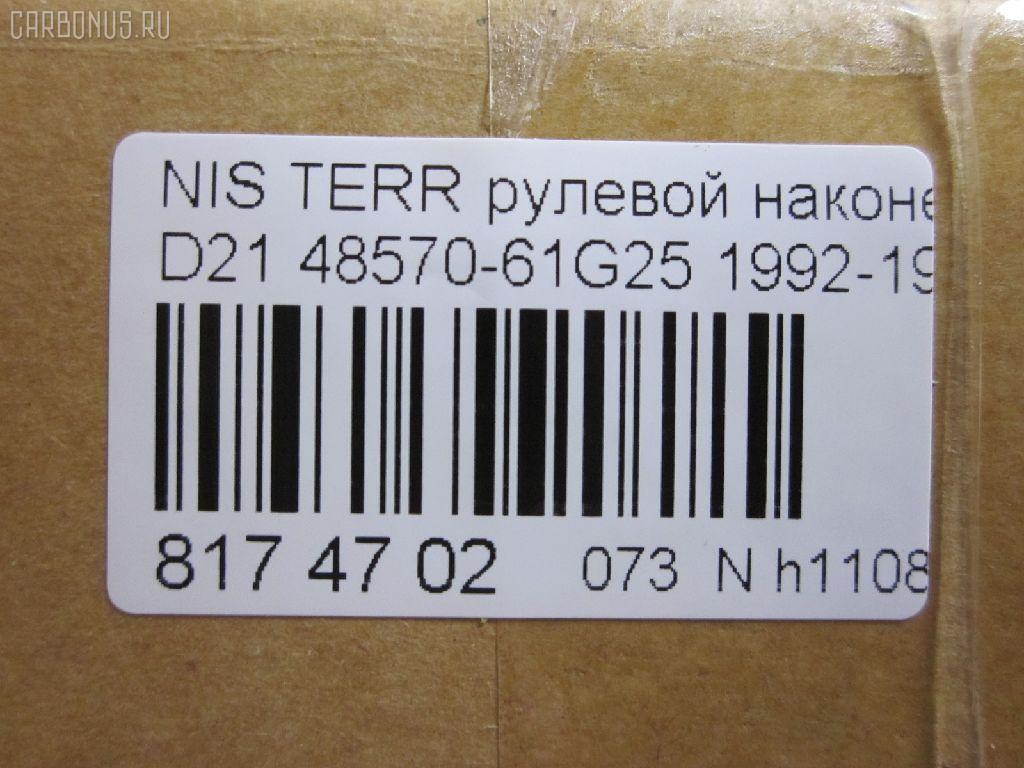 CARBONUS.RU
NIS TERR рулевой наконе
D21 48570-61G25 1992-19
817 47 02 073 N h1108